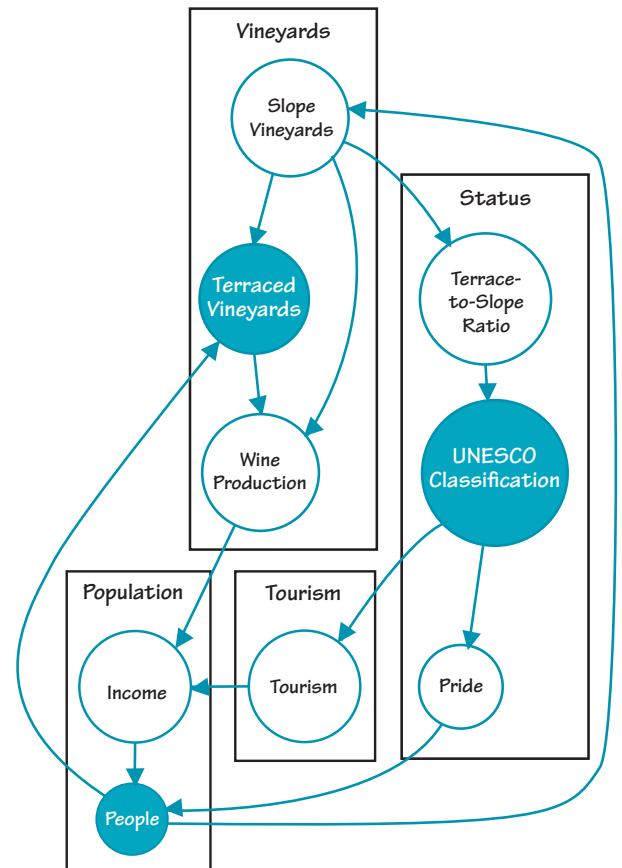 Vineyards
Slope
Vineyards
Terraced
Vineyards
Wine
Production
Status
Terrace-
to-Slope
Ratio
UNESCO
Classification
Pride
Population
Income
People
Tourism
Tourism